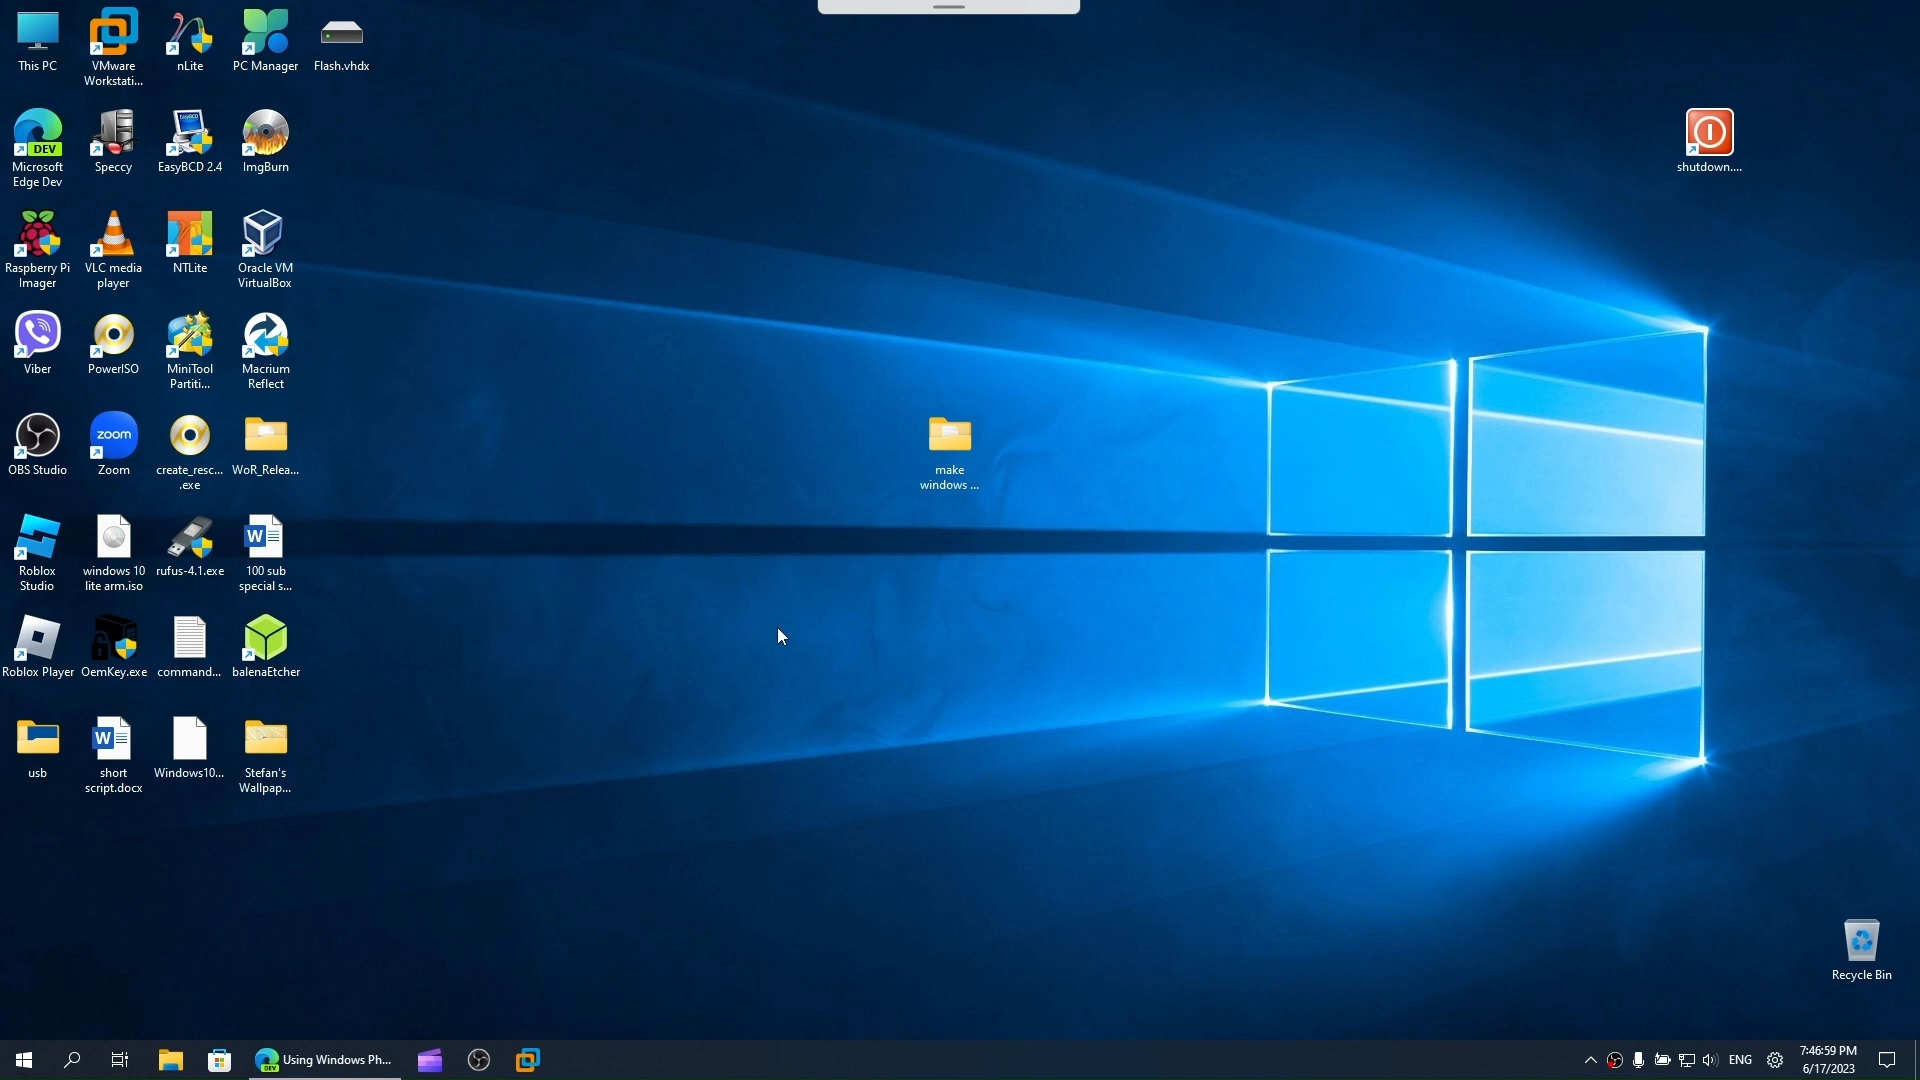 This PC
VMware
Workstati...
nLite
PC Manager
Flash.vhdx
DEV
Microsoft
Edge Dev
Speccy
EasyBCD
EasyBCD 2.4
ImgBurn
shutdown....
Raspberry Pi
Imager
VLC media
player
NTLite
Oracle VM
VirtualBox
Viber
PowerISO
MiniTool
Partiti...
Macrium
Reflect
OBS Studio
zoom
Zoom
create_resc...
.exe
WoR_Relea...
make
windows ...
Roblox
Studio
windows 10
lite arm.iso
rufus-4.1.exe
W
100 sub
special s...
Roblox Player
OemKey.exe
command...
balenaEtcher
usb
W
short
script.docx
Windows10...
Stefan's
Wallpap...
Recycle Bin
DEV
Using Windows Ph...
ENG
7:46:59 PM
6/17/2023